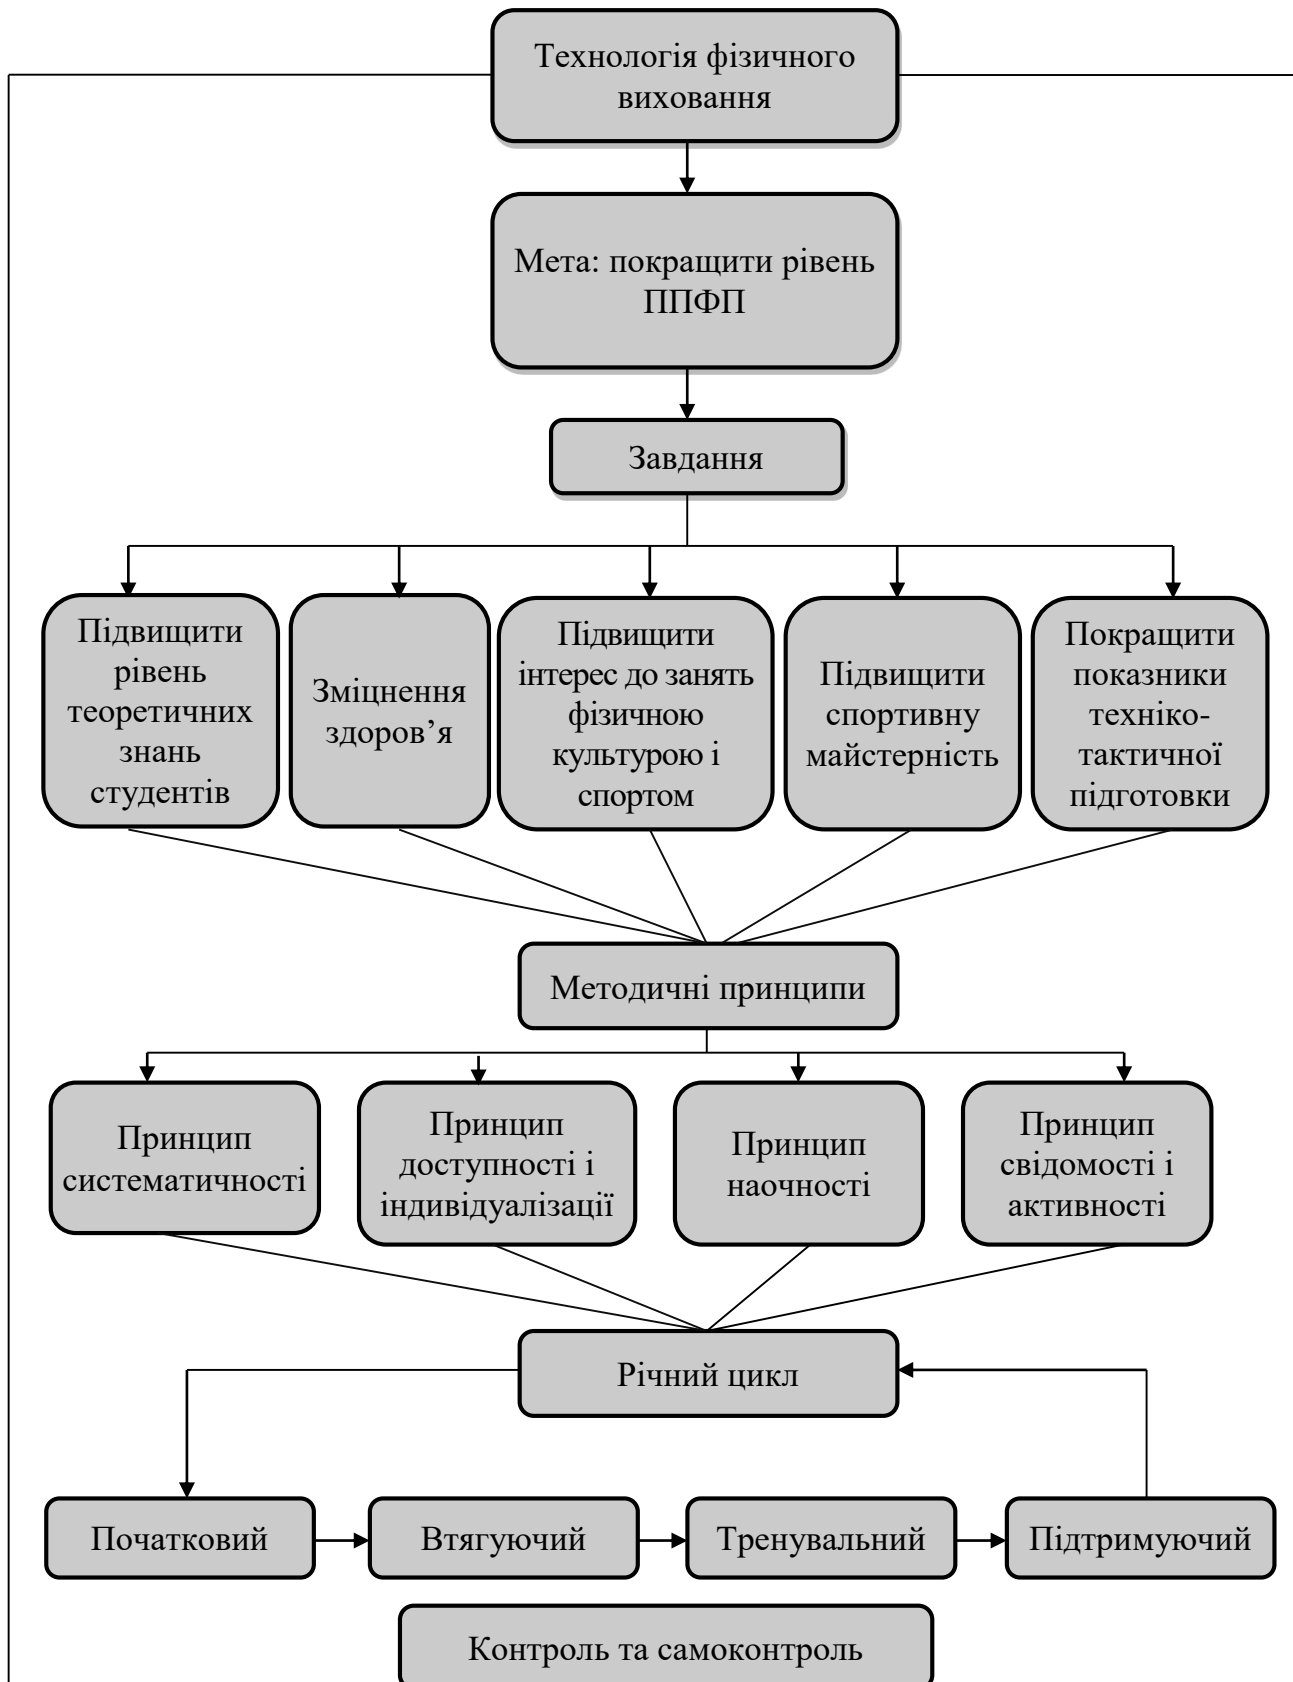 Технологія фізичного
виховання
Мета: покращити рівень
ППФП
Завдання
Підвищити
рівень
теоретичних
знань
студентів
Зміцнення
здоров’я
Підвищити
інтерес до занять
фізичною
культурою і
спортом
Підвищити
спортивну
майстерність
Покращити
показники
техніко-
тактичної
підготовки
Методичні принципи
Принцип
систематичності
Принцип
доступності і
індивідуалізації
Принцип
наочності
Принцип
свідомості і
активності
Річний цикл
Початковий
Втягуючий
Тренувальний
Підтримуючий
Контроль та самоконтроль